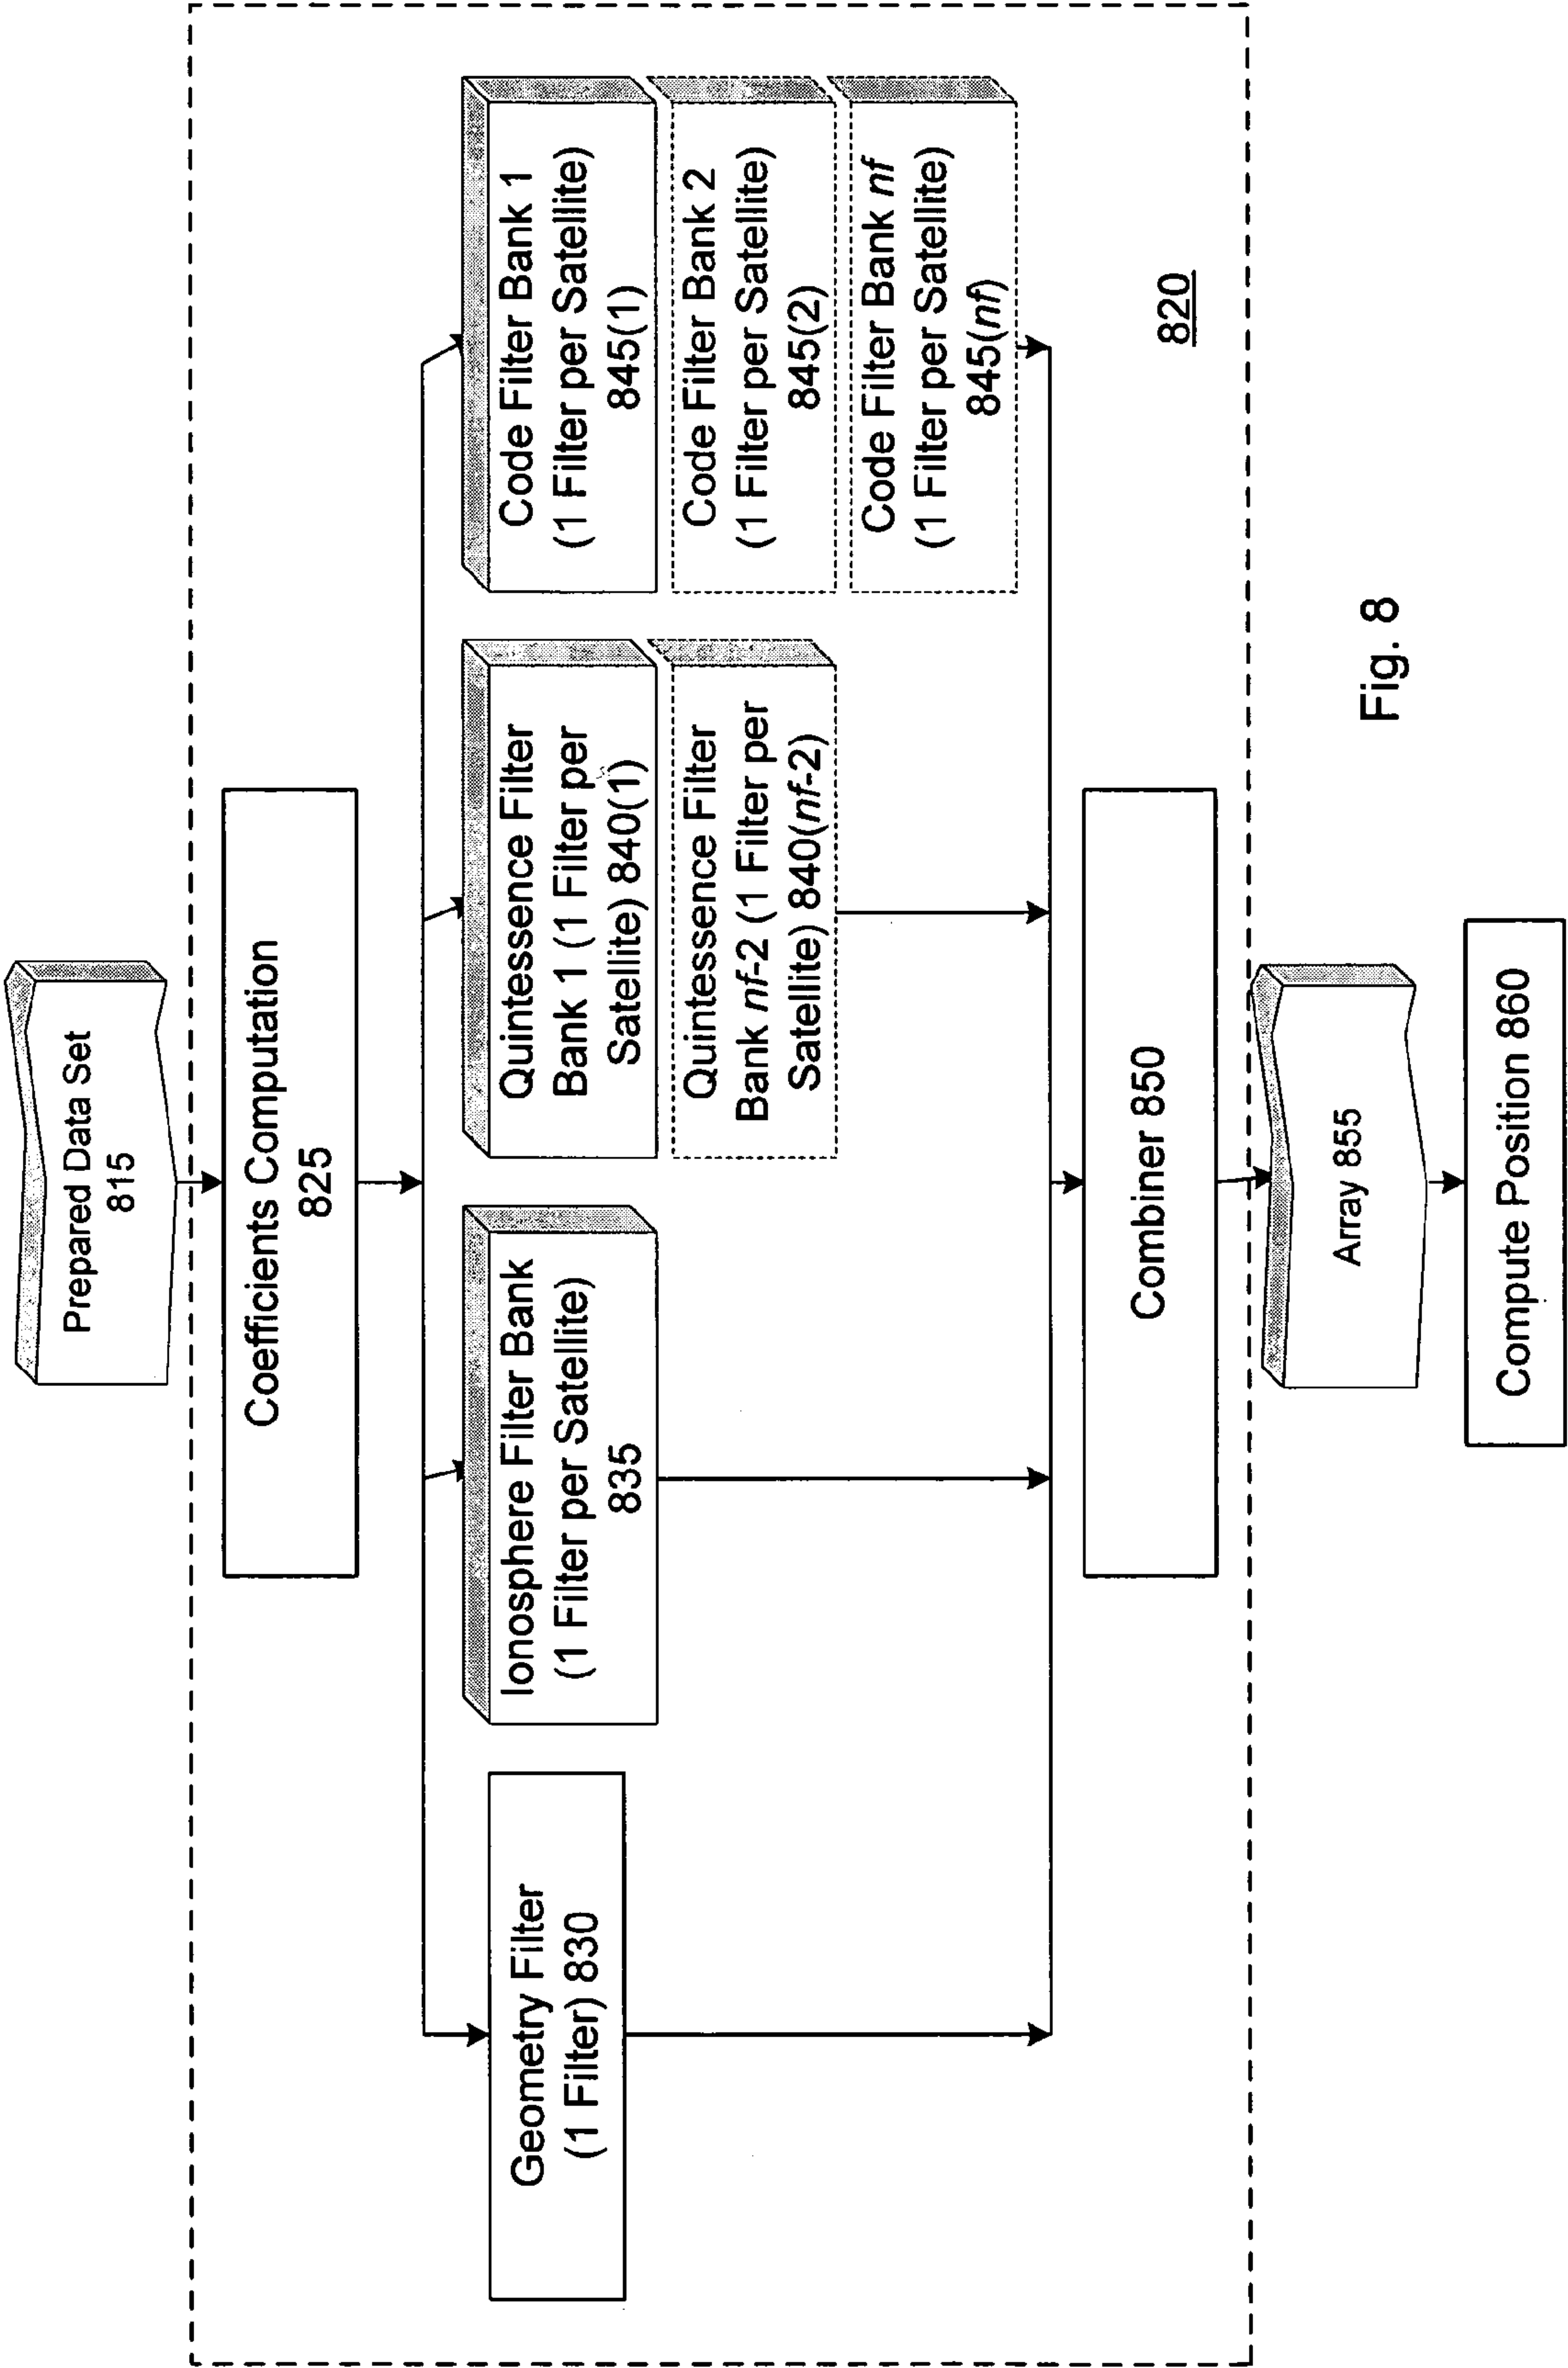 Prepared Data Set
815
Coefficients Computation
825
Geometry Filter
(1 Filter) 830
Ionosphere Filter Bank
(1 Filter per Satellite)
835
Quintessence Filter
Bank 1 (1 Filter per
Satellite) 840(1)
Quintessence Filter
Bank nf-2 (1 Filter per
Satellite) 840(nf-2)
Code Filter Bank 1
(1 Filter per Satellite)
845(1)
Code Filter Bank 2
(1 Filter per Satellite)
845(2)
Code Filter Bank nf
(1 Filter per Satellite)
845(nf)
Combiner 850
820
Array 855
Compute Position 860
Fig. 8